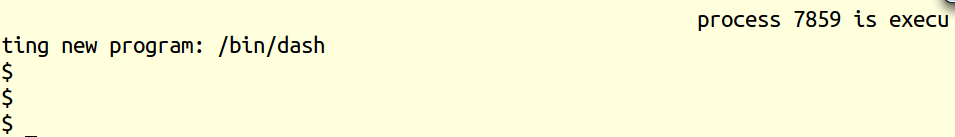 process 7859 is execu
ting new program: /bin/dash
$
$
$ _